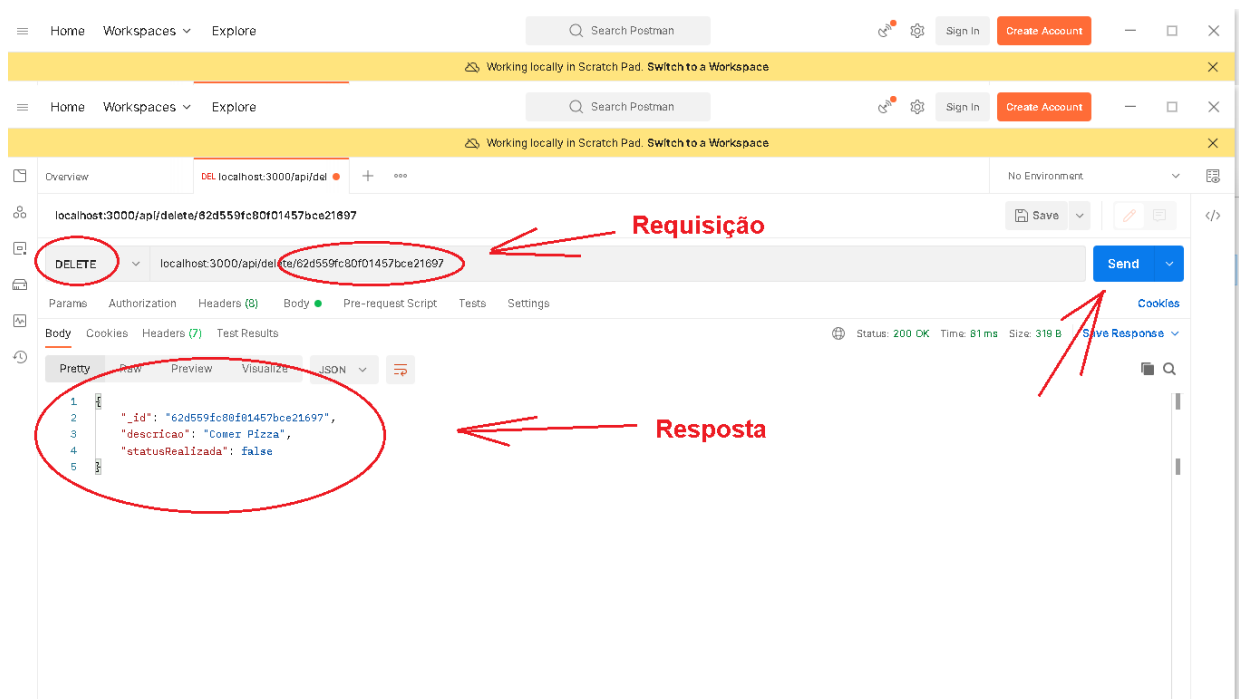 Home Workspaces Explore Search Postman Sign In Create Account
Working locally in Scratch Pad. Switch to a Workspace
Home Workspaces Explore Search Postman Sign In Create Account
Working locally in Scratch Pad. Switch to a Workspace
Overview DEL localhost:3000/api/del No Environment
localhost:3000/api/delete/62d559fc80f01457bce21697 Save
Requisição
DELETE localhost:3000/api/delete/62d559fc80f01457bce21697 Send
Params Authorization Headers (8) Body Pre-request Script Tests Settings Cookies
Body Cookies Headers (7) Test Results Status: 200 OK Time: 81 ms Size: 319 B Save Response
Pretty Raw Preview Visualize JSON
1 {
2 "_id": "62d559fc80f01457bce21697",
3 "descricao": "Comer Pizza",
4 "statusRealizada": false
5 }
Resposta